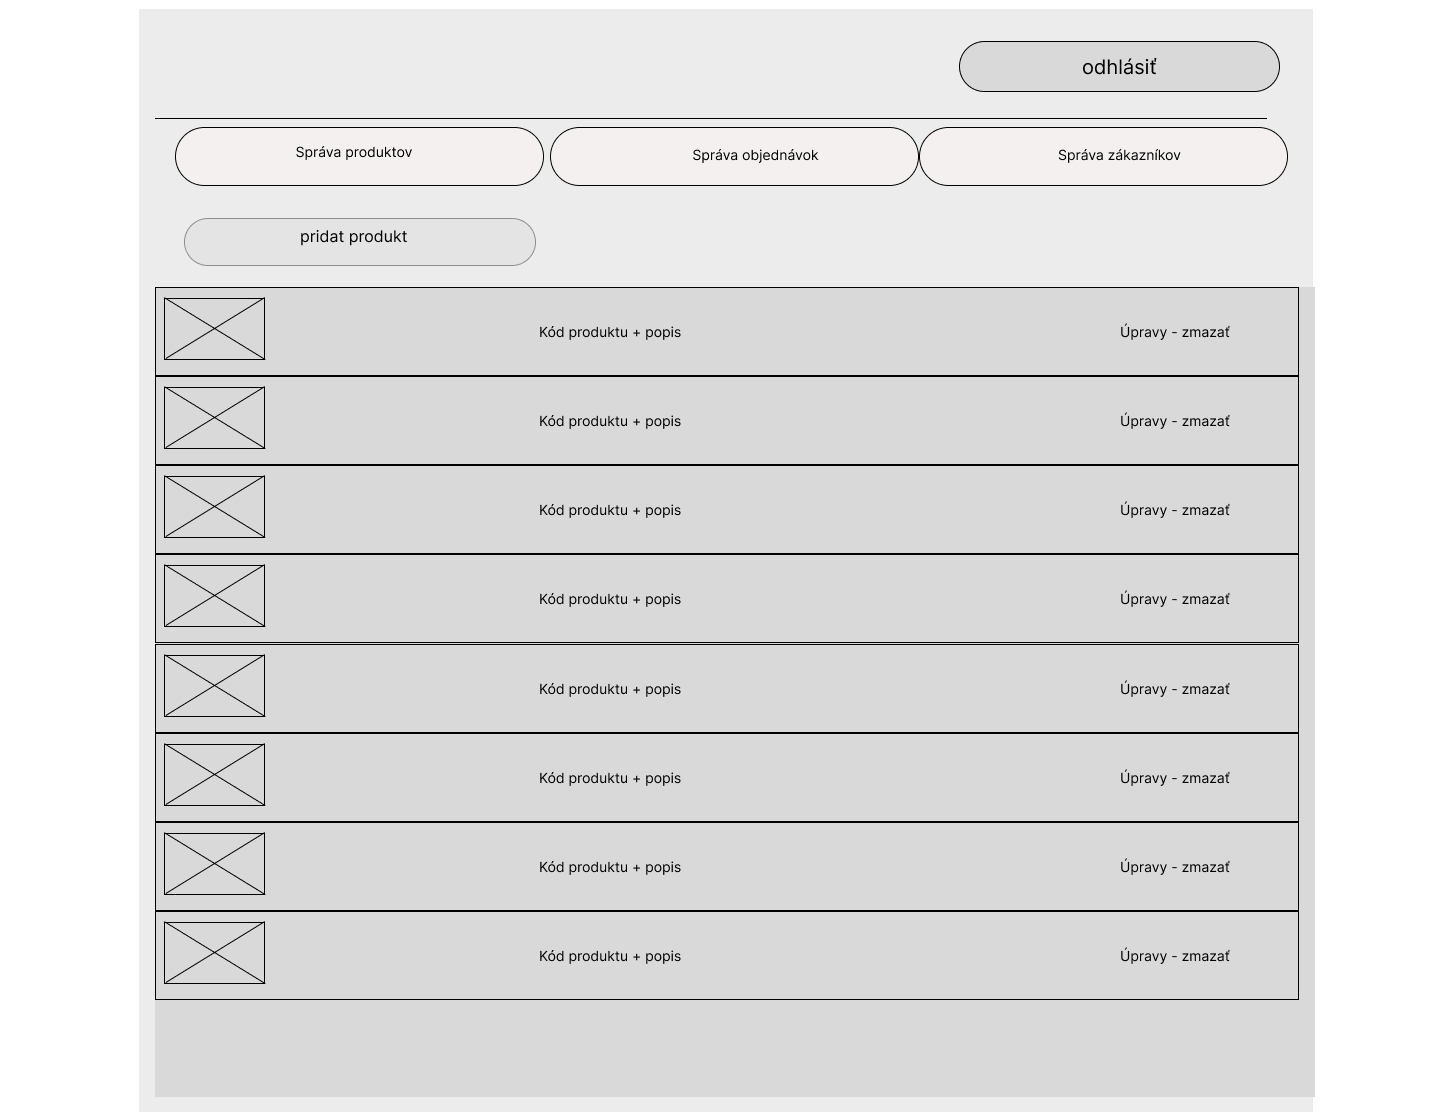 odhlásiť
Správa produktov
Správa objednávok
Správa zákazníkov
pridat produkt
Kód produktu + popis
Úpravy - zmazať
Kód produktu + popis
Úpravy - zmazať
Kód produktu + popis
Úpravy - zmazať
Kód produktu + popis
Úpravy - zmazať
Kód produktu + popis
Úpravy - zmazať
Kód produktu + popis
Úpravy - zmazať
Kód produktu + popis
Úpravy - zmazať
Kód produktu + popis
Úpravy - zmazať